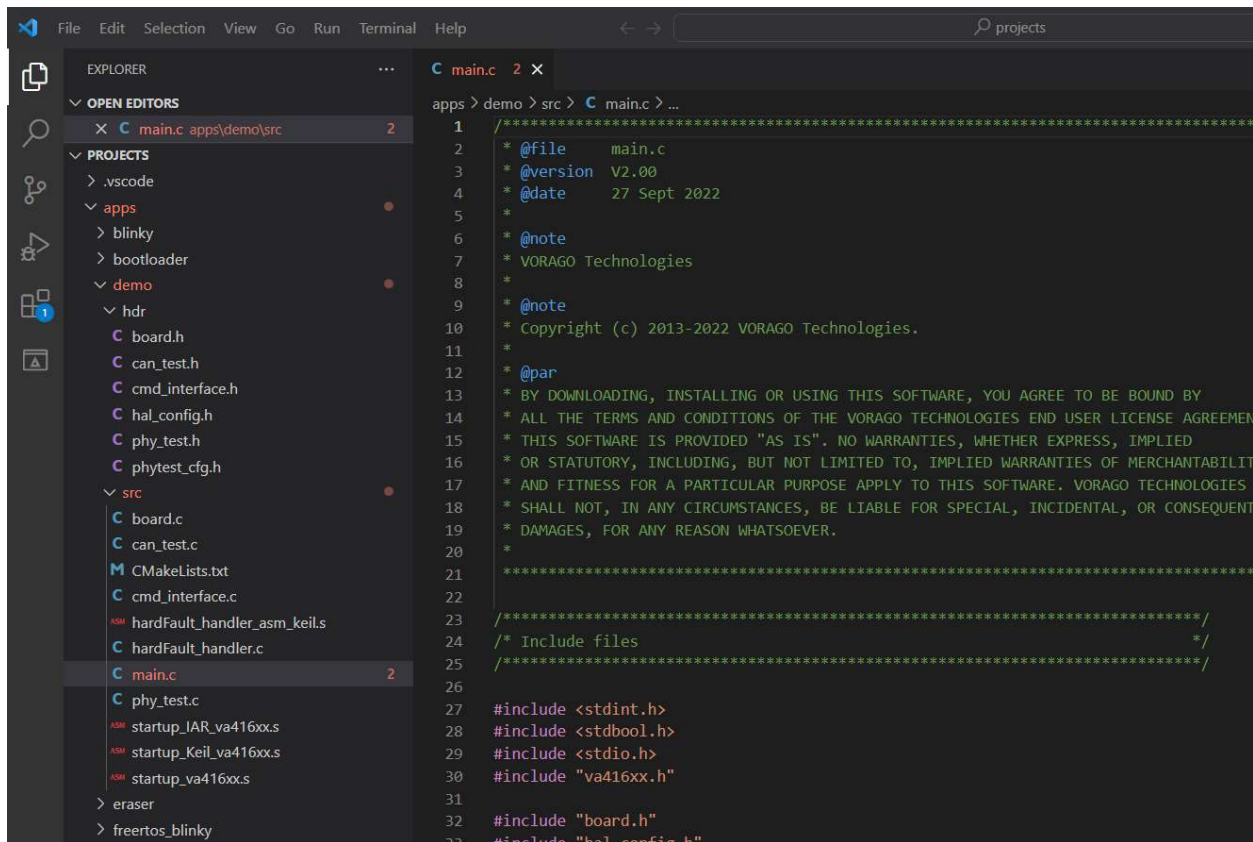 File Edit Selection View Go Run Terminal Help
projects
EXPLORER
OPEN EDITORS
C main.c apps\demo\src 2
PROJECTS
.vscode
apps
blinky
bootloader
demo
hdr
C board.h
C can_test.h
C cmd_interface.h
C hal_config.h
C phy_test.h
C phytest_cfg.h
src
C board.c
C can_test.c
M CMakeLists.txt
C cmd_interface.c
ASM hardFault_handler_asm_keil.s
C hardFault_handler.c
C main.c 2
C phy_test.c
ASM startup_IAR_va416xx.s
ASM startup_Keil_va416xx.s
ASM startup_va416xx.s
eraser
freertos_blinky
1
C main.c 2
apps > demo > src > C main.c > ...
1 /***********************************************************************************
2 * @file main.c
3 * @version V2.00
4 * @date 27 Sept 2022
5 *
6 * @note
7 * VORAGO Technologies
8 *
9 * @note
10 * Copyright (c) 2013-2022 VORAGO Technologies.
11 *
12 * @par
13 * BY DOWNLOADING, INSTALLING OR USING THIS SOFTWARE, YOU AGREE TO BE BOUND BY
14 * ALL THE TERMS AND CONDITIONS OF THE VORAGO TECHNOLOGIES END USER LICENSE AGREEMEN
15 * THIS SOFTWARE IS PROVIDED "AS IS". NO WARRANTIES, WHETHER EXPRESS, IMPLIED
16 * OR STATUTORY, INCLUDING, BUT NOT LIMITED TO, IMPLIED WARRANTIES OF MERCHANTABILIT
17 * AND FITNESS FOR A PARTICULAR PURPOSE APPLY TO THIS SOFTWARE. VORAGO TECHNOLOGIES
18 * SHALL NOT, IN ANY CIRCUMSTANCES, BE LIABLE FOR SPECIAL, INCIDENTAL, OR CONSEQUENT
19 * DAMAGES, FOR ANY REASON WHATSOEVER.
20 *
21 ***********************************************************************************
22
23 /*****************************************************************************/
24 /* Include files */
25 /*****************************************************************************/
26
27 #include <stdint.h>
28 #include <stdbool.h>
29 #include <stdio.h>
30 #include "va416xx.h"
31
32 #include "board.h"
33 #include "hal_config.h"